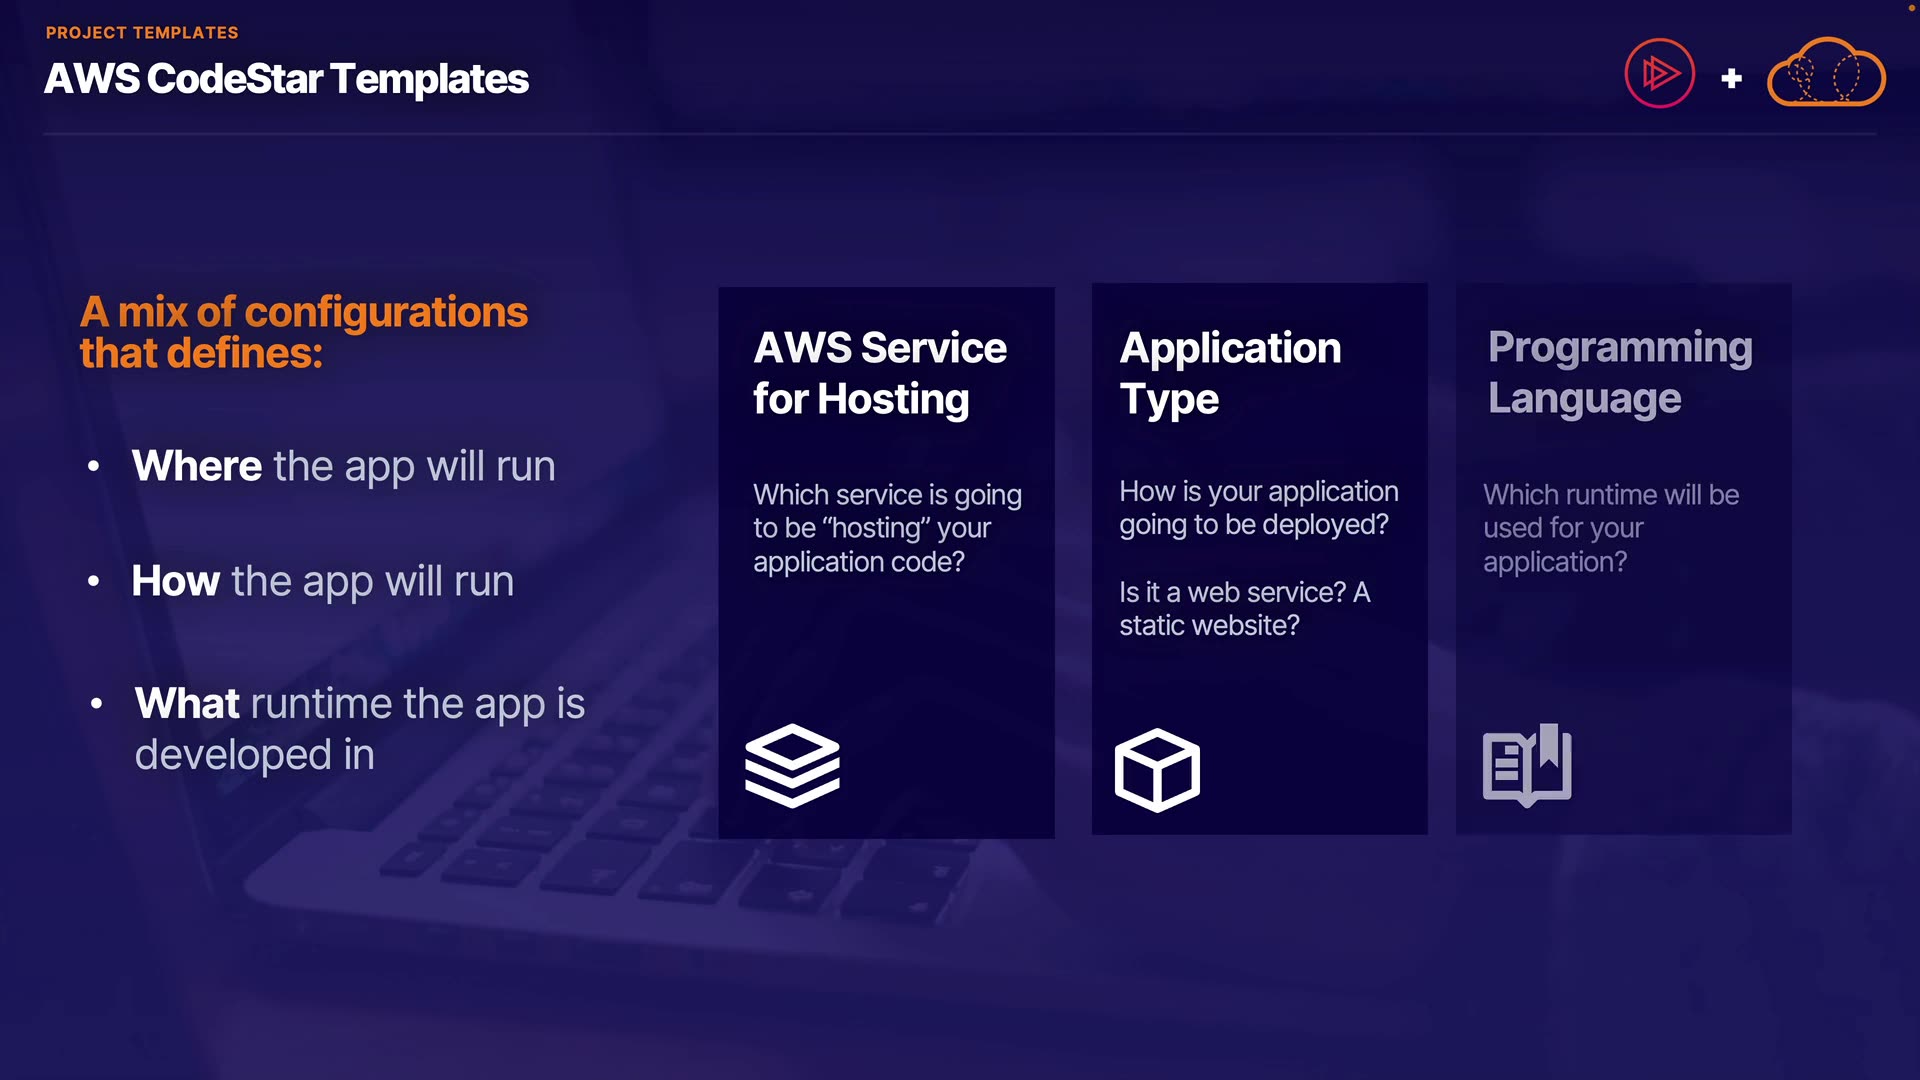 PROJECT TEMPLATES
AWS CodeStar Templates
+
A mix of configurations
that defines:
• Where the app will run
• How the app will run
• What runtime the app is
developed in
AWS Service
for Hosting
Which service is going
to be “hosting” your
application code?
Application
Type
How is your application
going to be deployed?
Is it a web service? A
static website?
Programming
Language
Which runtime will be
used for your
application?